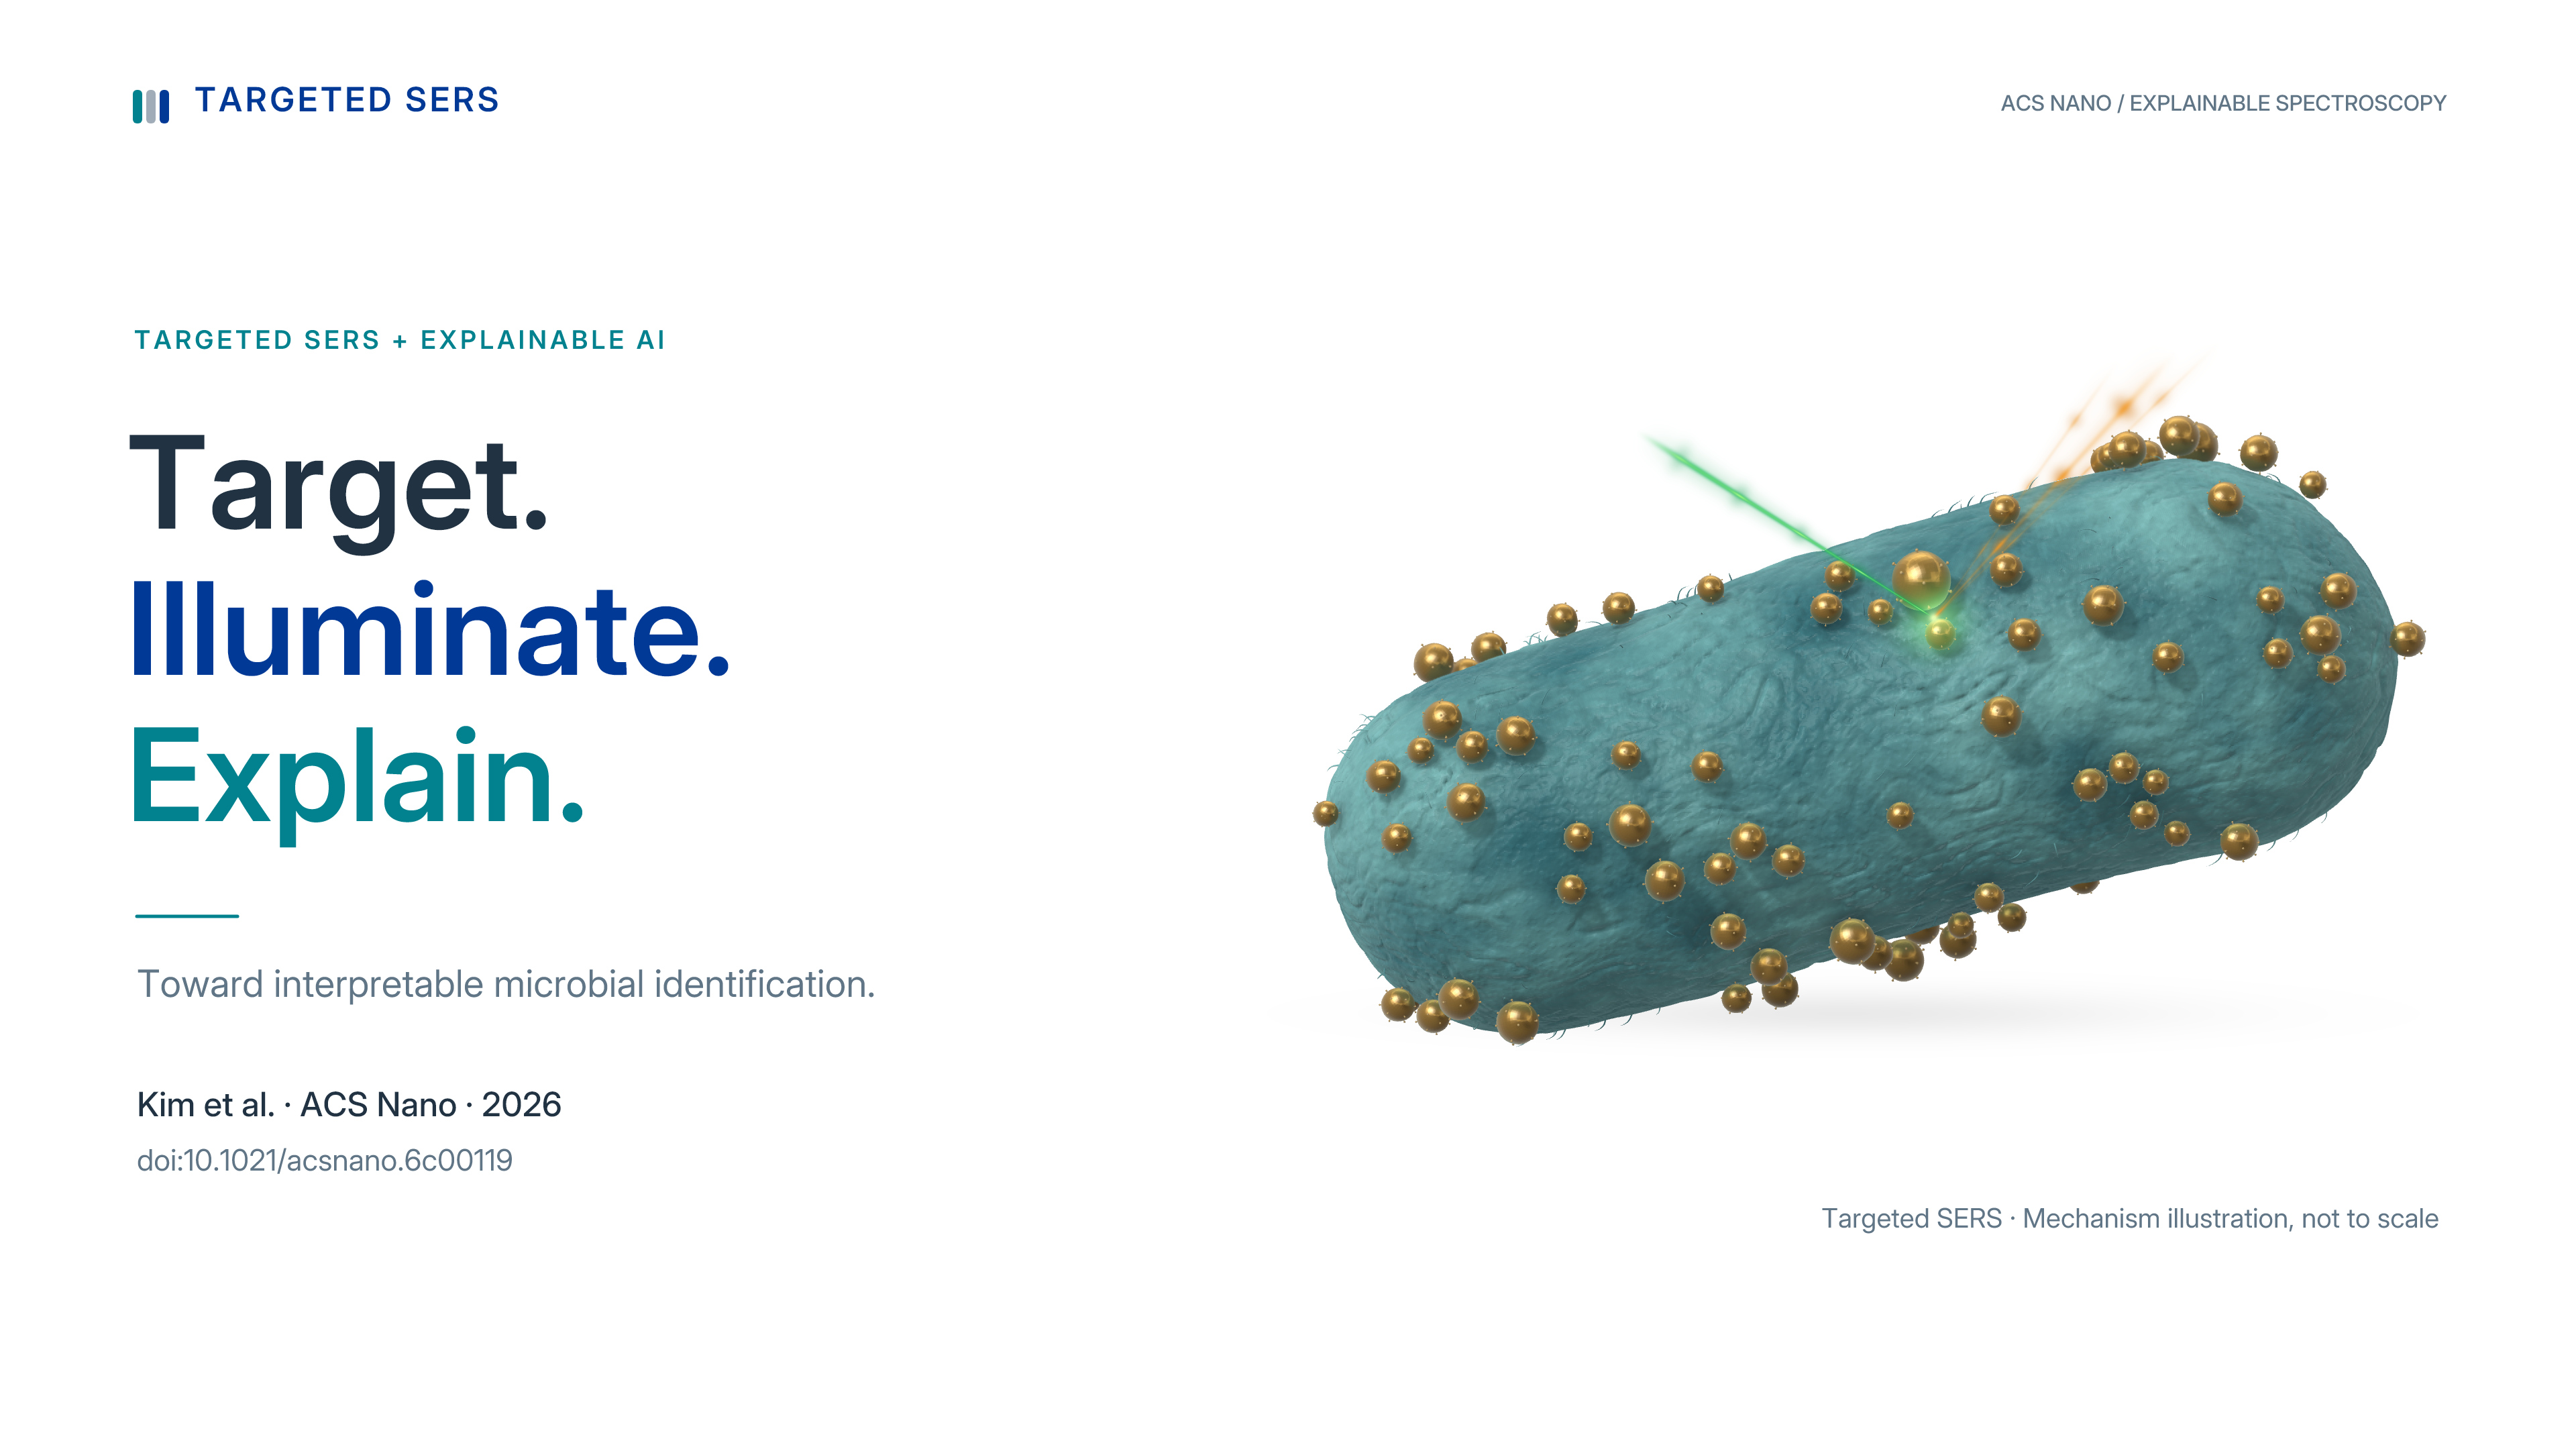 TARGETED SERS
ACS NANO / EXPLAINABLE SPECTROSCOPY
TARGETED SERS + EXPLAINABLE AI
Target.
Illuminate.
Explain.
Toward interpretable microbial identification.
Kim et al. · ACS Nano · 2026
doi:10.1021/acsnano.6c00119
Targeted SERS · Mechanism illustration, not to scale